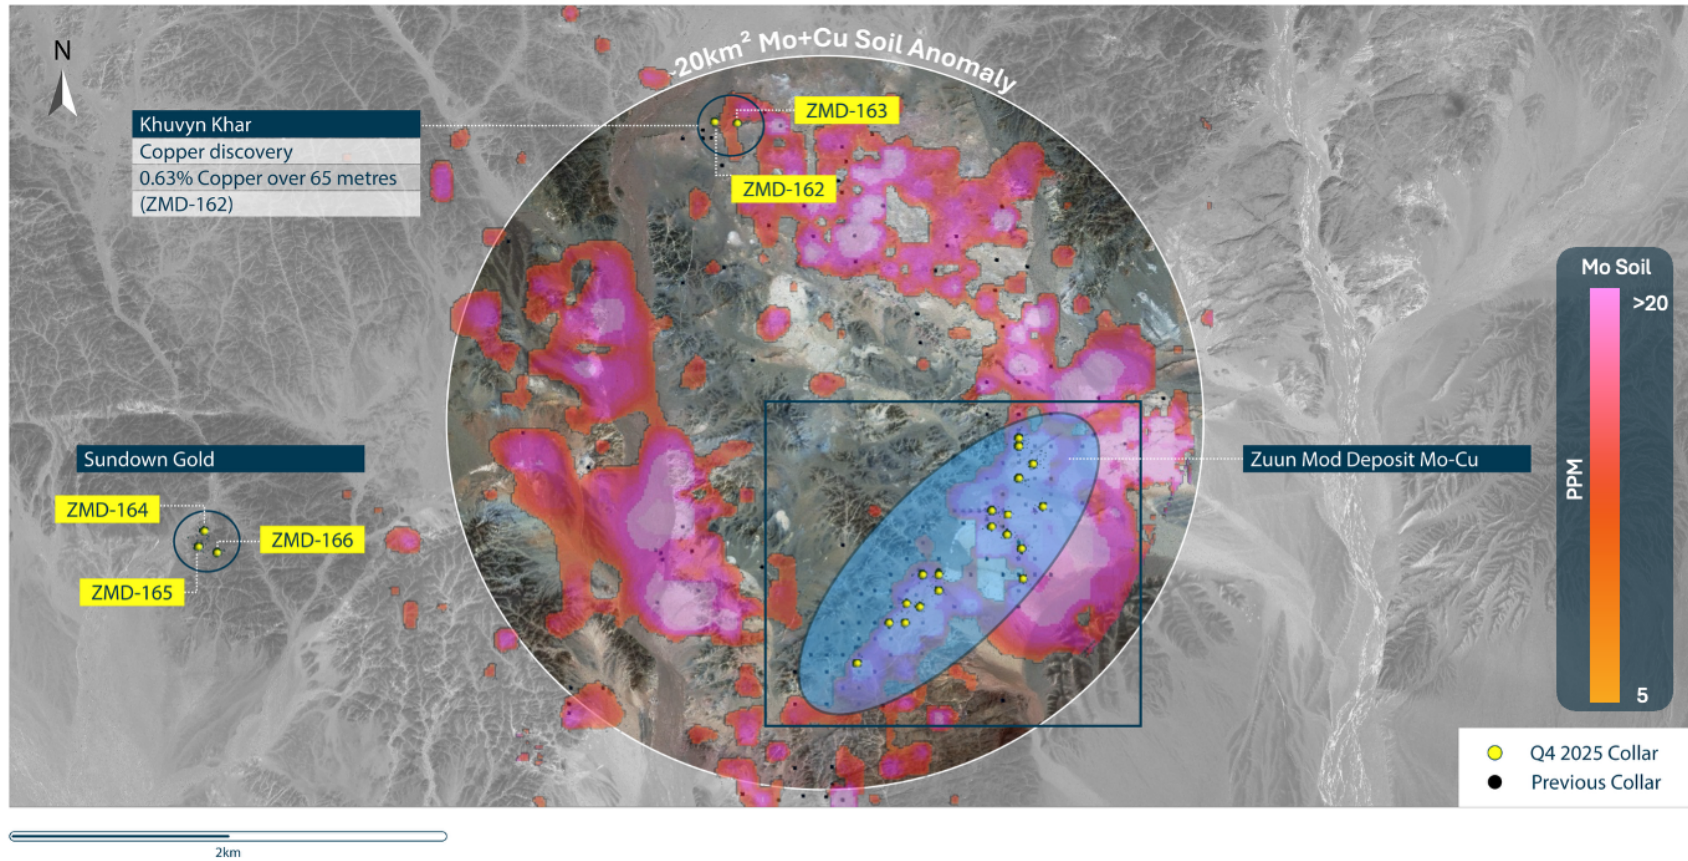 ~20km² Mo+Cu Soil Anomaly
N
ZMD-163
Khuvyn Khar
Copper discovery
0.63% Copper over 65 metres
(ZMD-162)
ZMD-162
Mo Soil
>20
PPM
5
Sundown Gold
Zuun Mod Deposit Mo-Cu
ZMD-164
ZMD-166
ZMD-165
Q4 2025 Collar
Previous Collar
2km